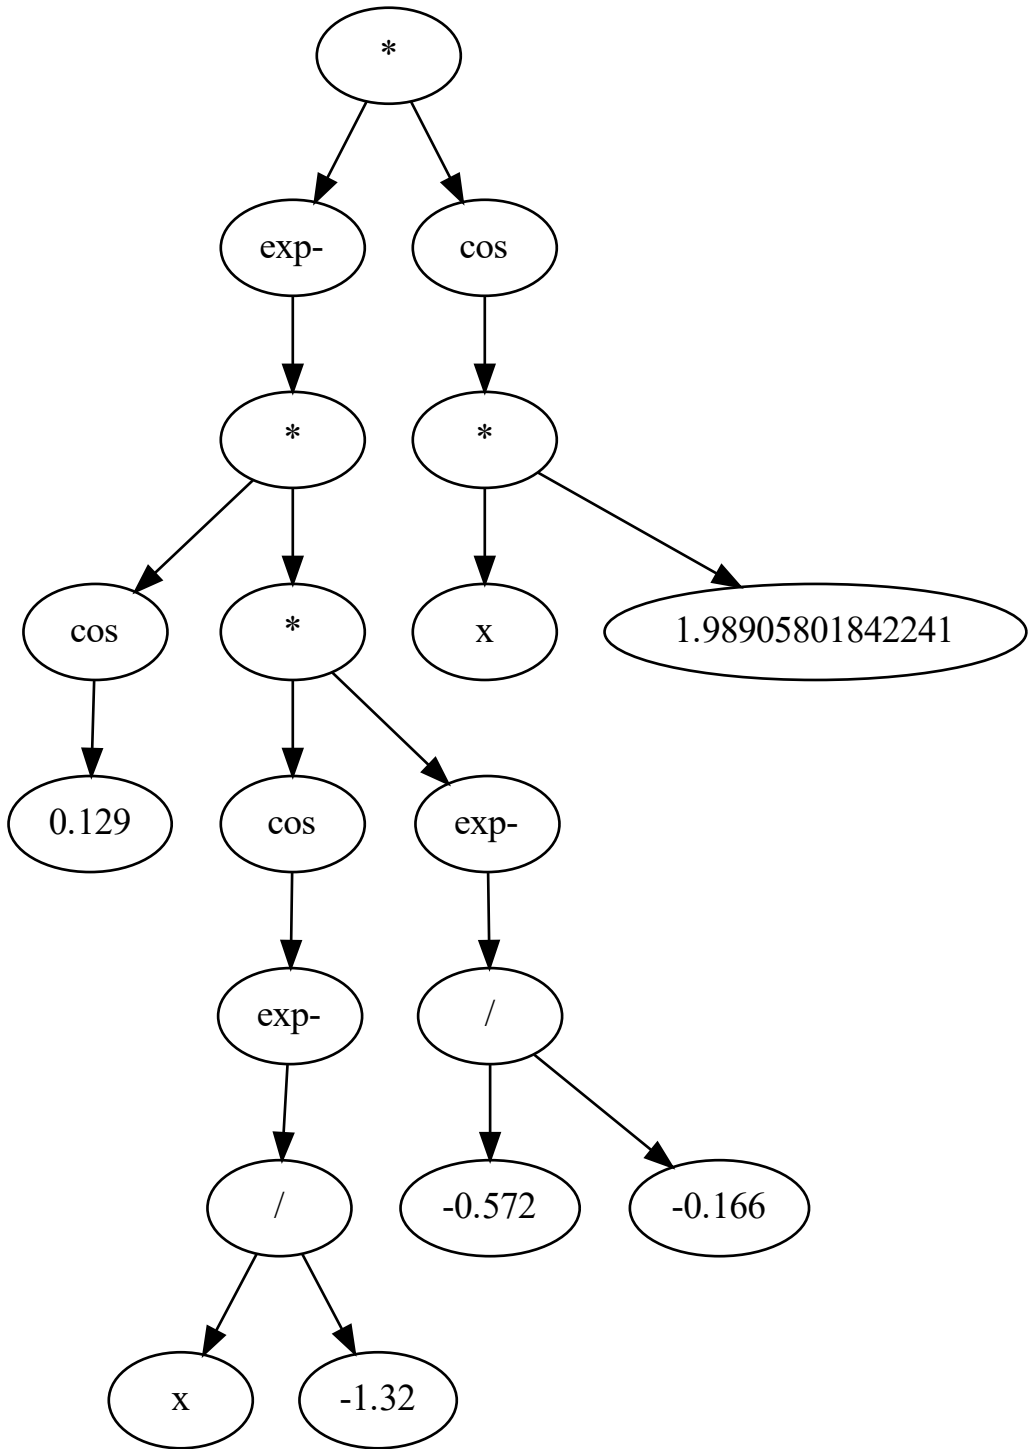 *
exp-
cos
*
*
cos
*
x
1.98905801842241
0.129
cos
exp-
exp-
/
/
-0.572
-0.166
x
-1.32